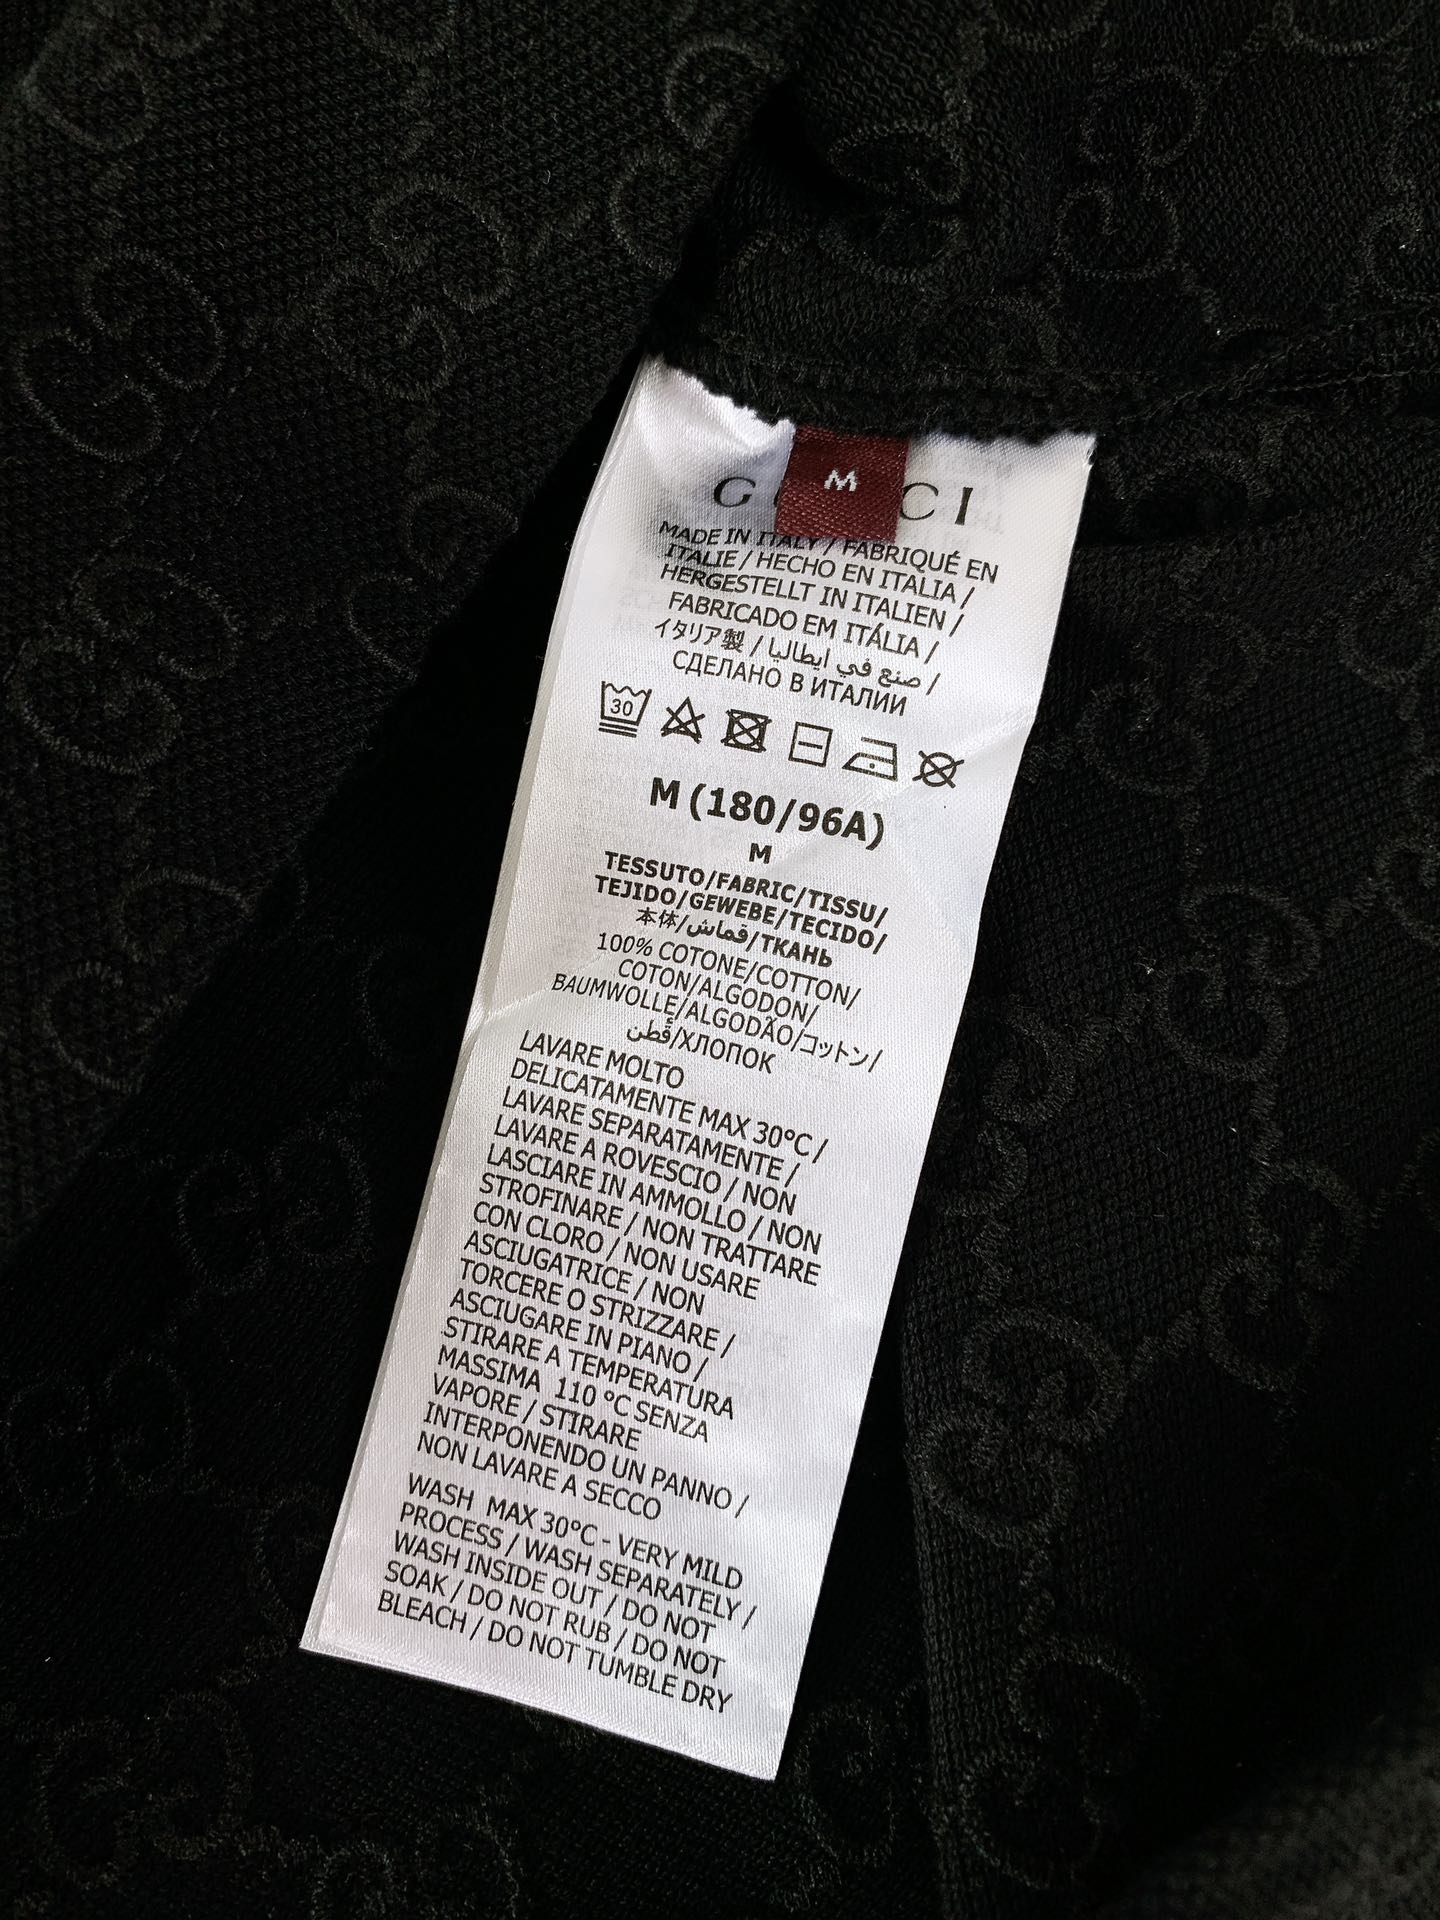 M
GUCCI
MADE IN ITALY / FABRIQUÉ EN
ITALIE / HECHO EN ITALIA /
HERGESTELLT IN ITALIEN /
FABRICADO EM ITÁLIA /
イタリア製 / صنع في ايطاليا /
СДЕЛАНО В ИТАЛИИ
30
M (180/96A)
M
TESSUTO/FABRIC/TISSU/
TEJIDO/GEWEBE/TECIDO/
本体/قماش/ТКАНЬ
100% COTONE/COTTON/
COTON/ALGODON/
BAUMWOLLE/ALGODÃO/コットン/
قُطن/ХЛОПОК
LAVARE MOLTO
DELICATAMENTE MAX 30°C /
LAVARE SEPARATAMENTE /
LAVARE A ROVESCIO / NON
LASCIARE IN AMMOLLO / NON
STROFINARE / NON TRATTARE
CON CLORO / NON USARE
ASCIUGATRICE / NON
TORCERE O STRIZZARE /
ASCIUGARE IN PIANO /
STIRARE A TEMPERATURA
MASSIMA 110 °C SENZA
VAPORE / STIRARE
INTERPONENDO UN PANNO /
NON LAVARE A SECCO
WASH MAX 30°C - VERY MILD
PROCESS / WASH SEPARATELY /
WASH INSIDE OUT / DO NOT
SOAK / DO NOT RUB / DO NOT
BLEACH / DO NOT TUMBLE DRY